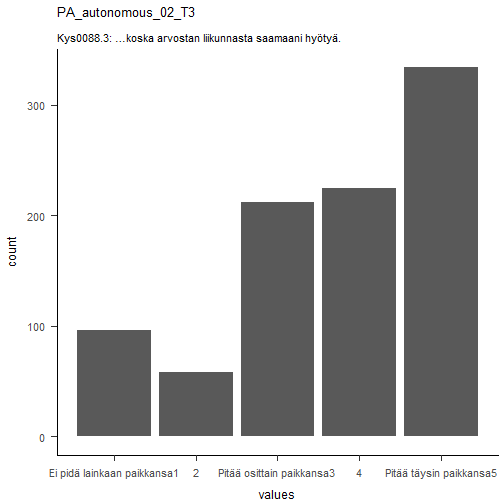 PA_autonomous_02_T3
Kys0088.3: …koska arvostan liikunnasta saamaani hyötyä.
300
200
100
0
count
Ei pidä lainkaan paikkansa1 2 Pitää osittain paikkansa3 4 Pitää täysin paikkansa5
values